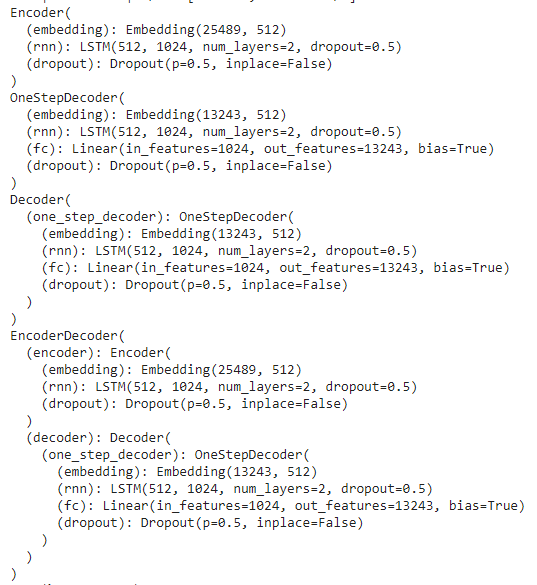 Encoder(
  (embedding): Embedding(25489, 512)
  (rnn): LSTM(512, 1024, num_layers=2, dropout=0.5)
  (dropout): Dropout(p=0.5, inplace=False)
)
OneStepDecoder(
  (embedding): Embedding(13243, 512)
  (rnn): LSTM(512, 1024, num_layers=2, dropout=0.5)
  (fc): Linear(in_features=1024, out_features=13243, bias=True)
  (dropout): Dropout(p=0.5, inplace=False)
)
Decoder(
  (one_step_decoder): OneStepDecoder(
    (embedding): Embedding(13243, 512)
    (rnn): LSTM(512, 1024, num_layers=2, dropout=0.5)
    (fc): Linear(in_features=1024, out_features=13243, bias=True)
    (dropout): Dropout(p=0.5, inplace=False)
  )
)
EncoderDecoder(
  (encoder): Encoder(
    (embedding): Embedding(25489, 512)
    (rnn): LSTM(512, 1024, num_layers=2, dropout=0.5)
    (dropout): Dropout(p=0.5, inplace=False)
  )
  (decoder): Decoder(
    (one_step_decoder): OneStepDecoder(
      (embedding): Embedding(13243, 512)
      (rnn): LSTM(512, 1024, num_layers=2, dropout=0.5)
      (fc): Linear(in_features=1024, out_features=13243, bias=True)
      (dropout): Dropout(p=0.5, inplace=False)
    )
  )
)